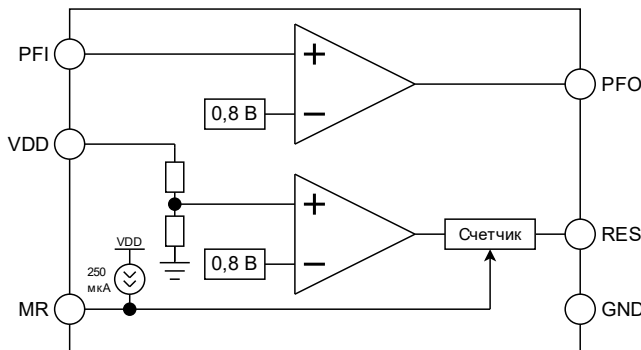 PFI
+
0,8 В
−
PFO
VDD
+
0,8 В
−
Счетчик
RES
VDD
250
мкА
MR
GND